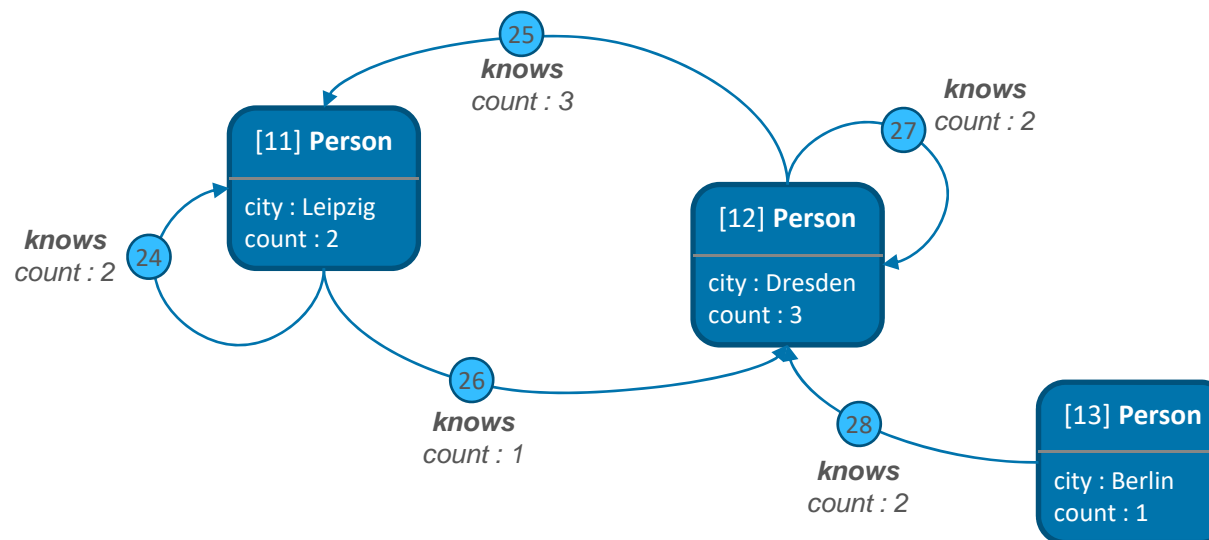 25
knows
count : 3
[11] Person
city : Leipzig
count : 2
knows
count : 2
24
27
knows
count : 2
[12] Person
city : Dresden
count : 3
26
knows
count : 1
28
knows
count : 2
[13] Person
city : Berlin
count : 1